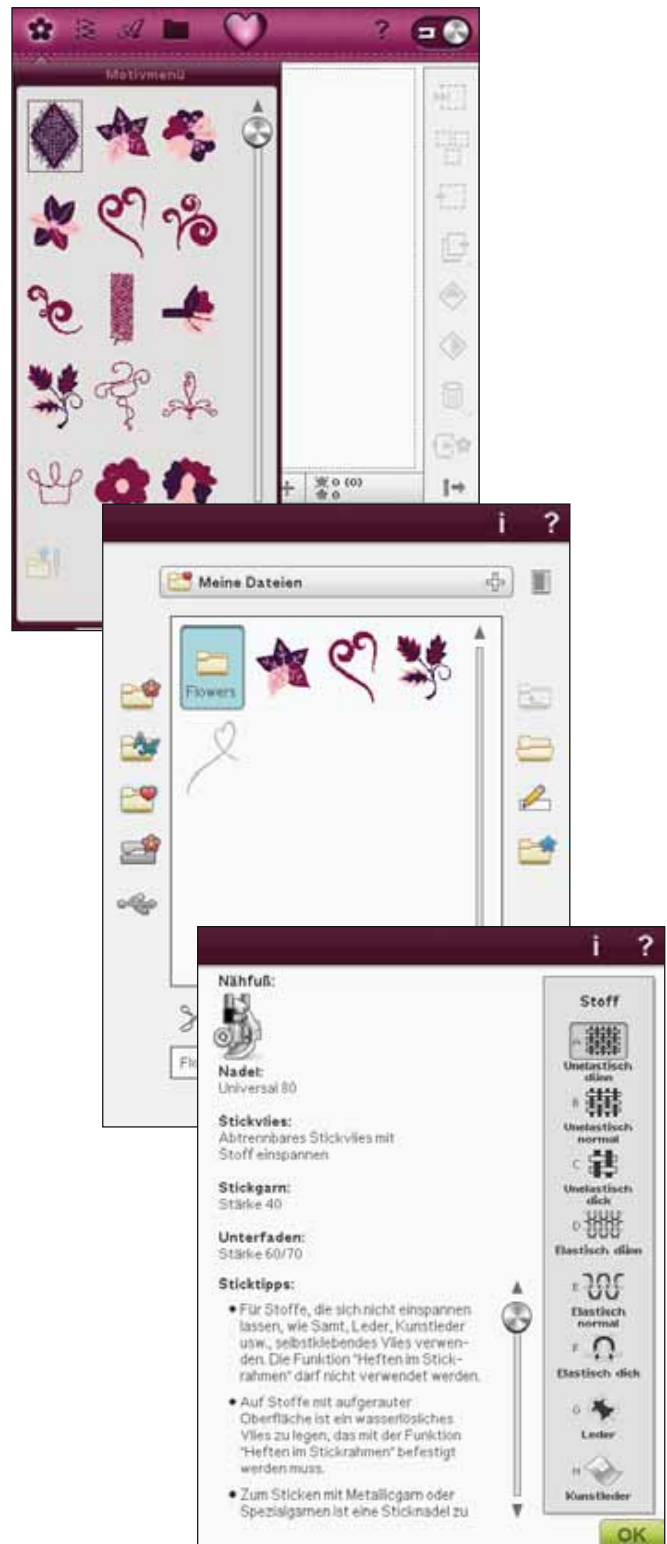 ?
Motivmenü
0 (0)
0
i ?
Meine Dateien
Flowers
i ?
Nähfuß:
Nadel:
Universal 80
Stickvlies:
Abtrennbares Stickvlies mit
Stoff einspannen
Stickgarn:
Stärke 40
Unterfaden:
Stärke 60/70
Sticktipps:
• Für Stoffe, die sich nicht einspannen
lassen, wie Samt, Leder, Kunstleder
usw., selbstklebendes Vlies verwen-
den. Die Funktion "Heften im Stick-
rahmen" darf nicht verwendet werden.
• Auf Stoffe mit aufgerauter
Oberfläche ist ein wasserlösliches
Vlies zu legen, das mit der Funktion
"Heften im Stickrahmen" befestigt
werden muss.
• Zum Sticken mit Metallicgarn oder
Spezialgarnen ist eine Sticknadel zu
Stoff
A
Unelastisch
dünn
B
Unelastisch
normal
C
Unelastisch
dick
D
Elastisch dünn
E
Elastisch
normal
F
Elastisch dick
G
Leder
H
Kunstleder
OK